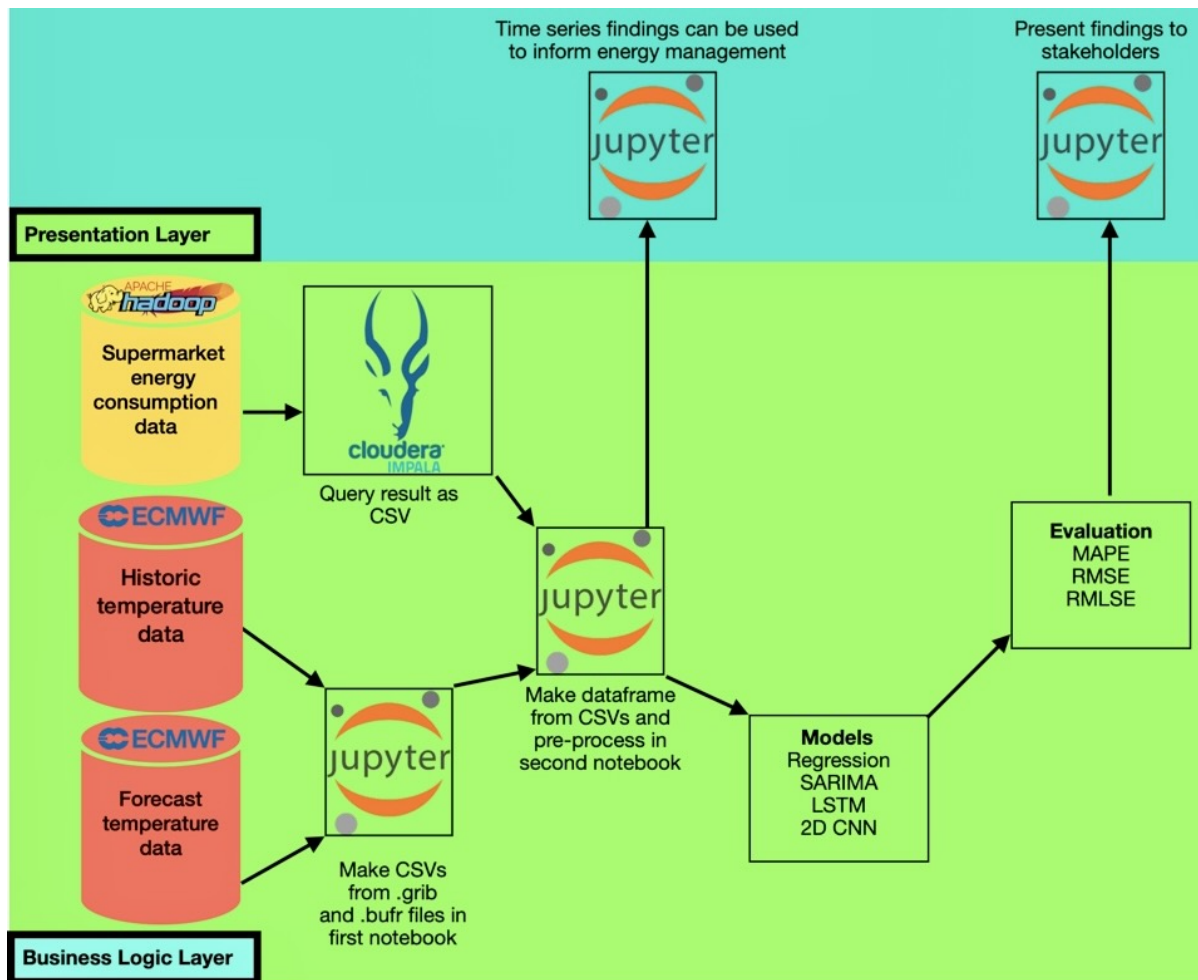 Time series findings can be used
to inform energy management
Present findings to
stakeholders
jupyter
jupyter
Presentation Layer
APACHE
hadoop
Supermarket
energy
consumption
data
cloudera
IMPALA
Query result as
CSV
ECMWF
Historic
temperature
data
jupyter
Make dataframe
from CSVs and
pre-process in
second notebook
Evaluation
MAPE
RMSE
RMLSE
ECMWF
Forecast
temperature
data
jupyter
Make CSVs
from .grib
and .bufr files in
first notebook
Models
Regression
SARIMA
LSTM
2D CNN
Business Logic Layer